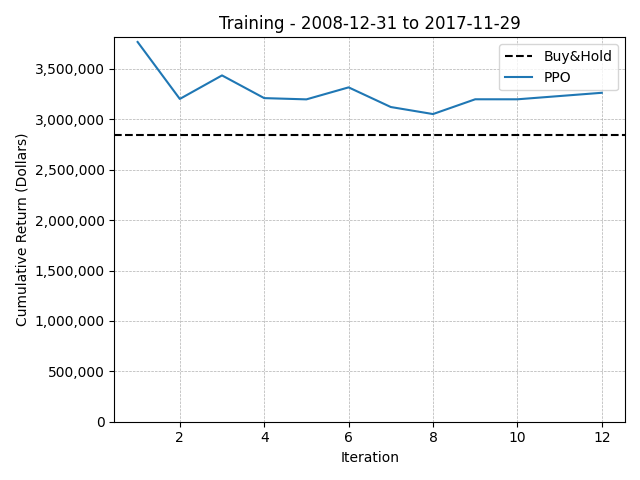 Training - 2008-12-31 to 2017-11-29
Buy&Hold
PPO
3,500,000
3,000,000
2,500,000
2,000,000
1,500,000
1,000,000
500,000
0
Cumulative Return (Dollars)
2 4 6 8 10 12
Iteration